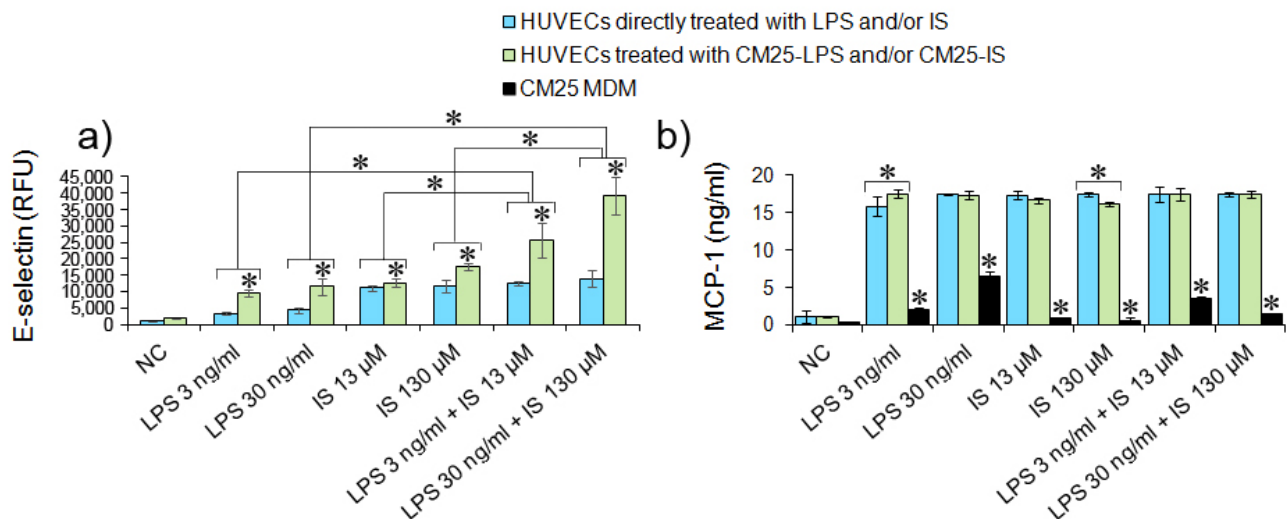 HUVECs directly treated with LPS and/or IS
HUVECs treated with CM25-LPS and/or CM25-IS
CM25 MDM
a)
E-selectin (RFU)
45,000
40,000
35,000
30,000
25,000
20,000
15,000
10,000
5,000
0
*
*
*
*
*
*
*
*
*
*
NC
LPS 3 ng/ml
LPS 30 ng/ml
IS 13 µM
IS 130 µM
LPS 3 ng/ml + IS 13 µM
LPS 30 ng/ml + IS 130 µM
b)
MCP-1 (ng/ml)
20
15
10
5
0
*
*
*
*
*
*
*
*
NC
LPS 3 ng/ml
LPS 30 ng/ml
IS 13 µM
IS 130 µM
LPS 3 ng/ml + IS 13 µM
LPS 30 ng/ml + IS 130 µM